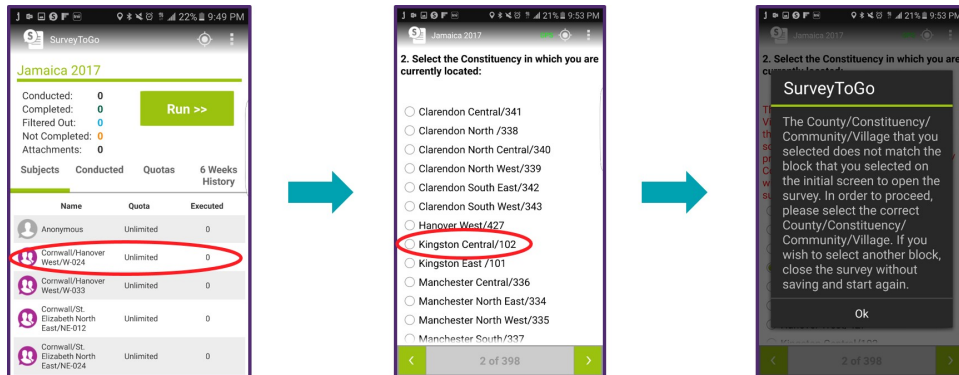 22% 9:49 PM
SurveyToGo
Jamaica 2017
Conducted: 0
Completed: 0
Filtered Out: 0
Not Completed: 0
Attachments: 0
Run >>
Subjects Conducted Quotas 6 Weeks History
Name Quota Executed
Anonymous Unlimited 0
Cornwall/Hanover
West/W-024 Unlimited 0
Cornwall/Hanover
West/W-033 Unlimited 0
Cornwall/St.
Elizabeth North
East/NE-012 Unlimited 0
Cornwall/St.
Elizabeth North
East/NE-024 Unlimited 0
21% 9:53 PM
Jamaica 2017
2. Select the Constituency in which you are
currently located:
Clarendon Central/341
Clarendon North /338
Clarendon North Central/340
Clarendon North West/339
Clarendon South East/342
Clarendon South West/343
Hanover West/427
Kingston Central/102
Kingston East /101
Manchester Central/336
Manchester North East/334
Manchester North West/335
Manchester South/337
2 of 398
21% 9:53 PM
Jamaica 2017
2. Select the Constituency in which you are
SurveyToGo
The County/Constituency/
Community/Village that you
selected does not match the
block that you selected on
the initial screen to open the
survey. In order to proceed,
please select the correct
County/Constituency/
Community/Village. If you
wish to select another block,
close the survey without
saving and start again.
Ok
2 of 398